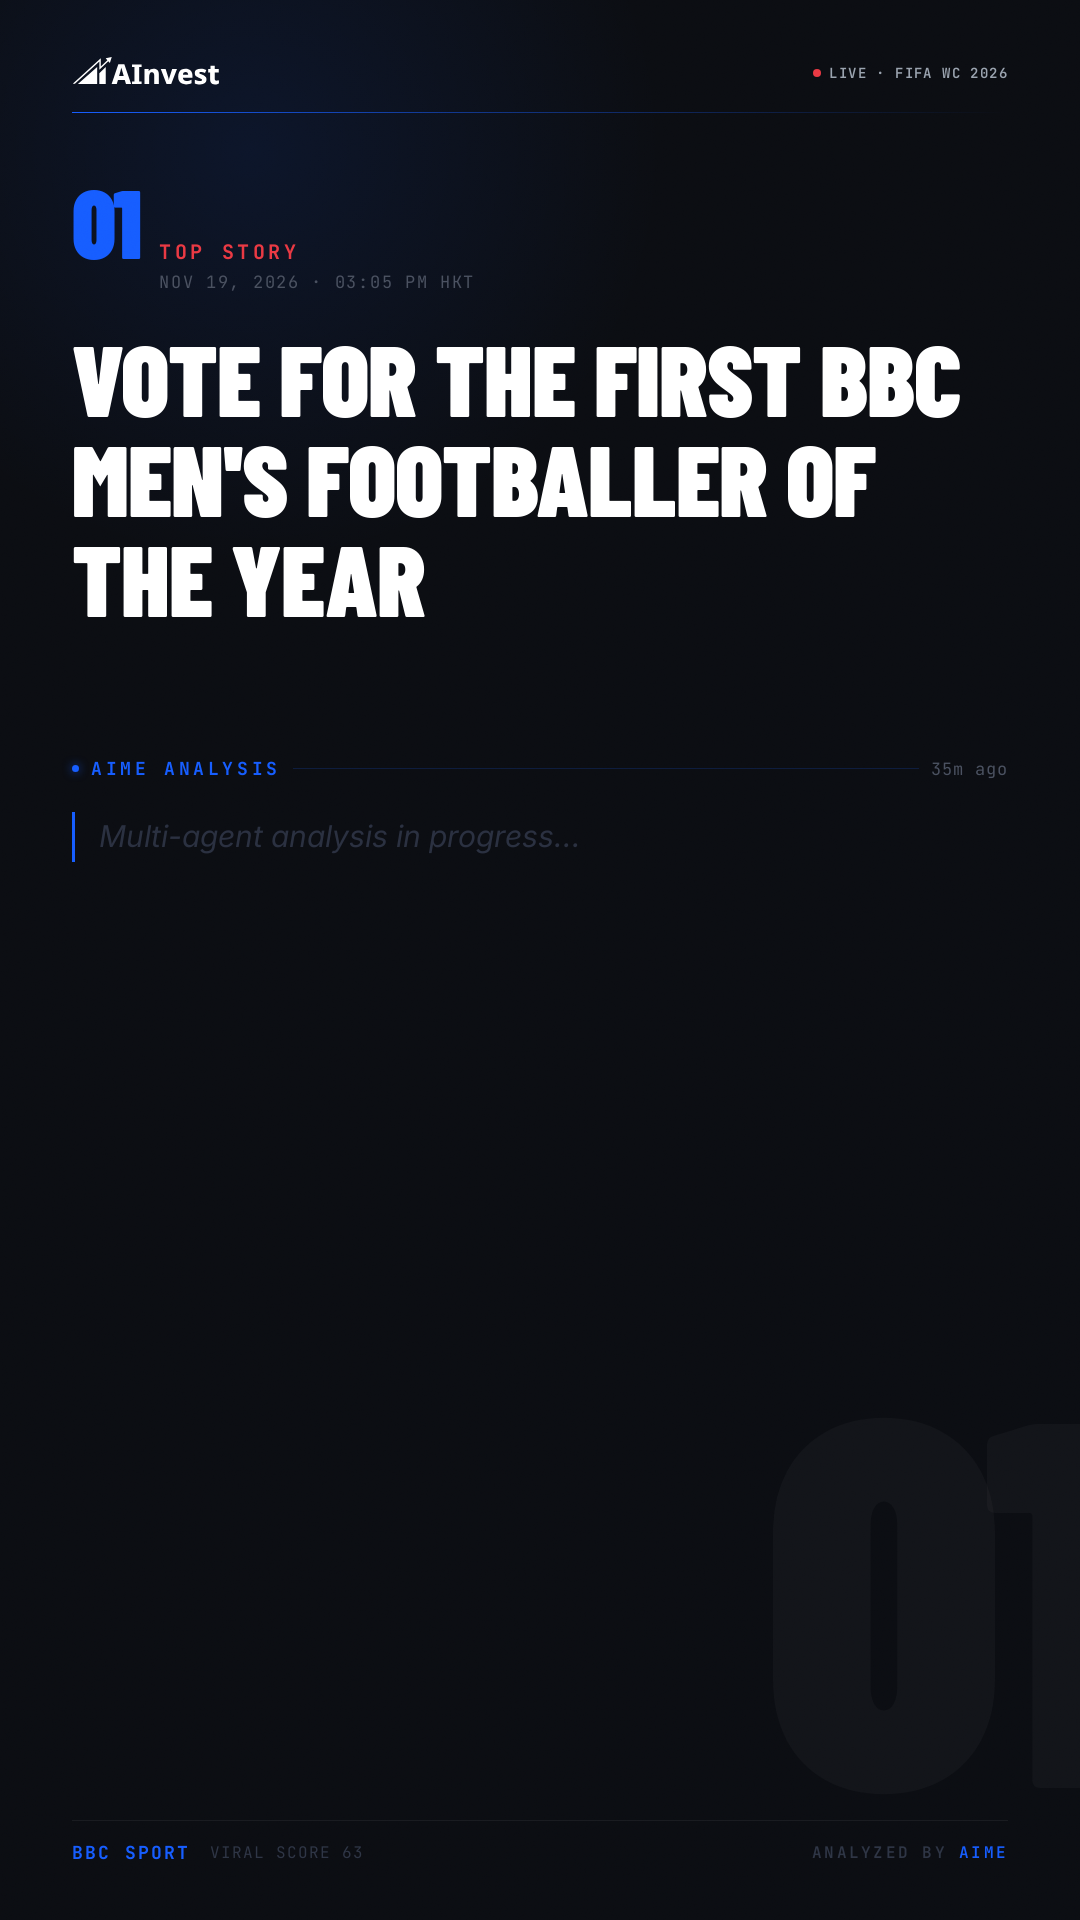 AInvest
LIVE · FIFA WC 2026
01
TOP STORY
NOV 19, 2026 · 03:05 PM HKT
VOTE FOR THE FIRST BBC
MEN'S FOOTBALLER OF
THE YEAR
AIME ANALYSIS
35m ago
Multi-agent analysis in progress...
01
BBC SPORT VIRAL SCORE 63
ANALYZED BY AIME